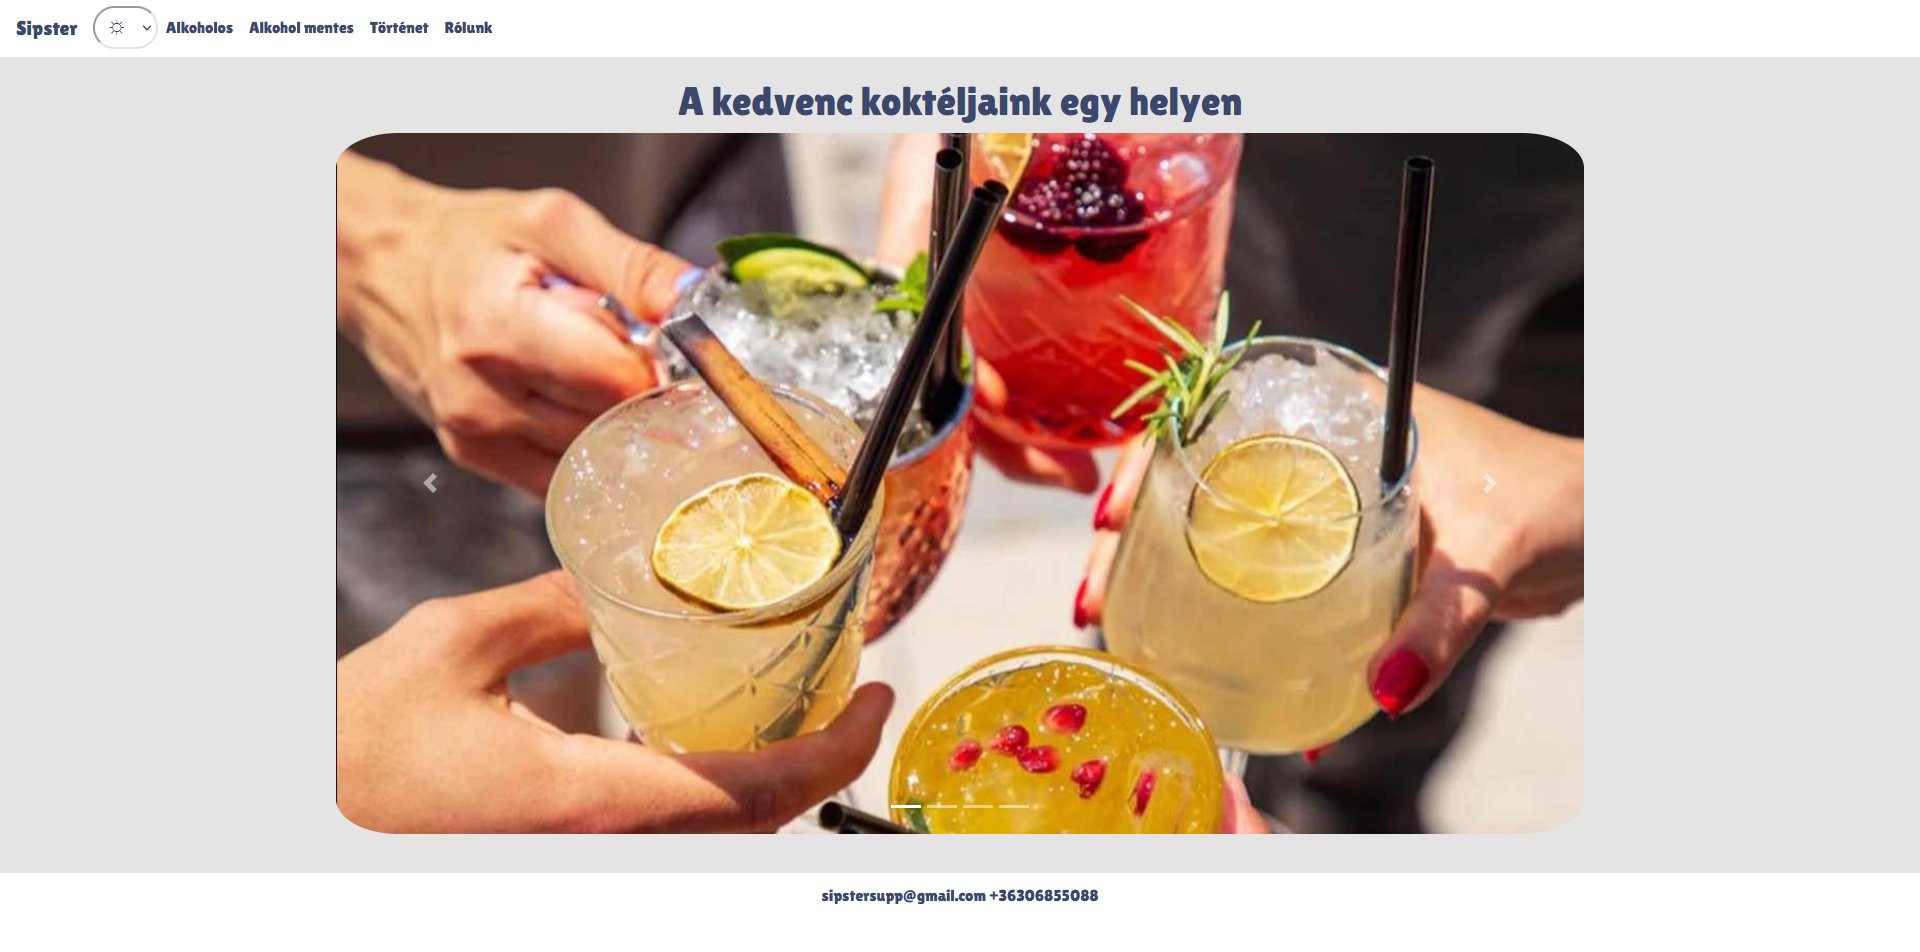 Sipster Alkoholos Alkohol mentes Történet Rólunk
A kedvenc koktéljaink egy helyen
sipstersupp@gmail.com +36306855088